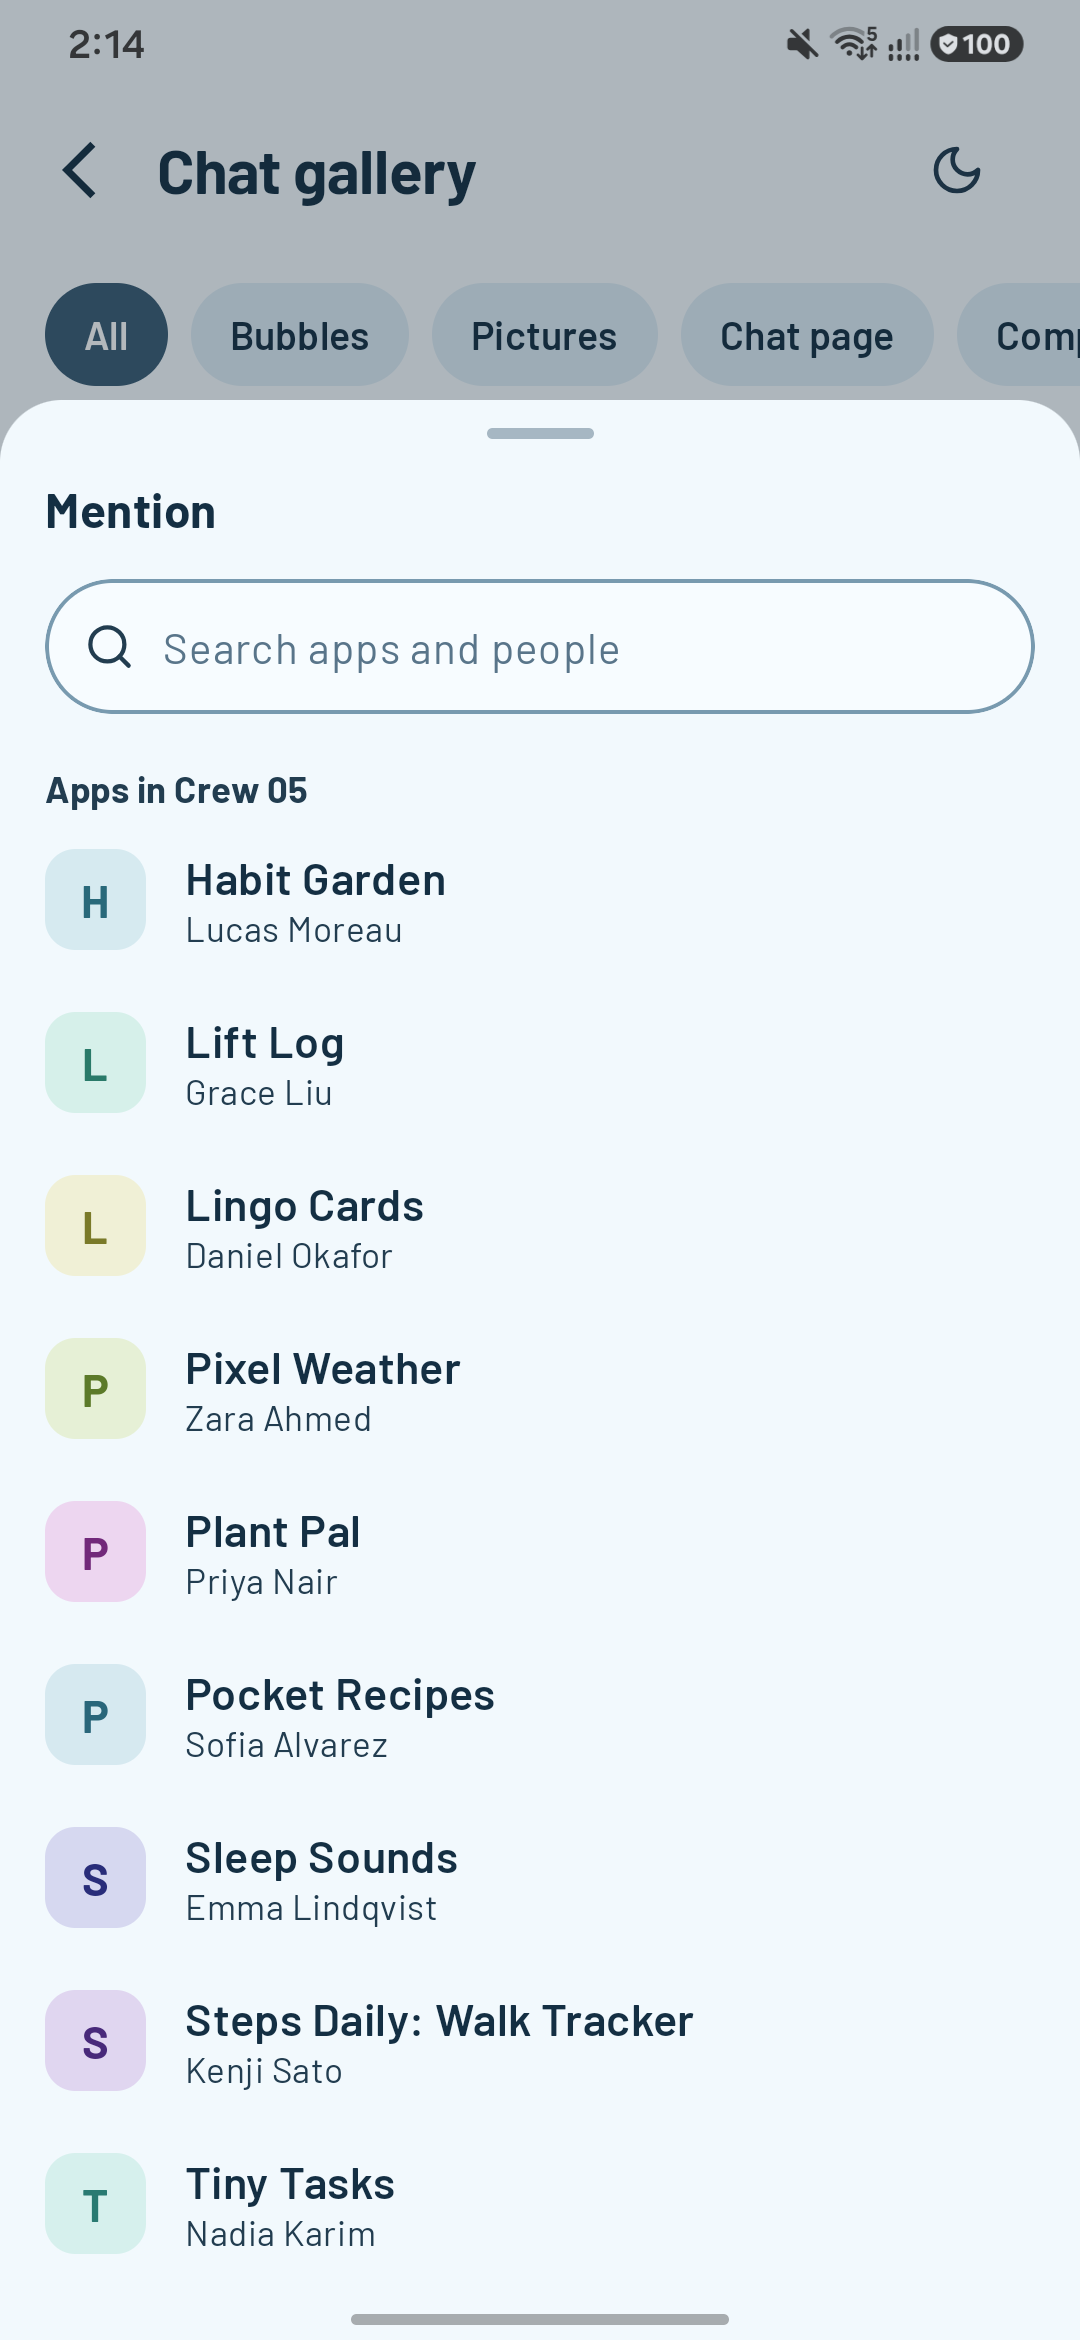 2:14
5
100
Chat gallery
All
Bubbles
Pictures
Chat page
Mention
Search apps and people
Apps in Crew 05
H
Habit Garden
Lucas Moreau
L
Lift Log
Grace Liu
L
Lingo Cards
Daniel Okafor
P
Pixel Weather
Zara Ahmed
P
Plant Pal
Priya Nair
P
Pocket Recipes
Sofia Alvarez
S
Sleep Sounds
Emma Lindqvist
S
Steps Daily: Walk Tracker
Kenji Sato
T
Tiny Tasks
Nadia Karim